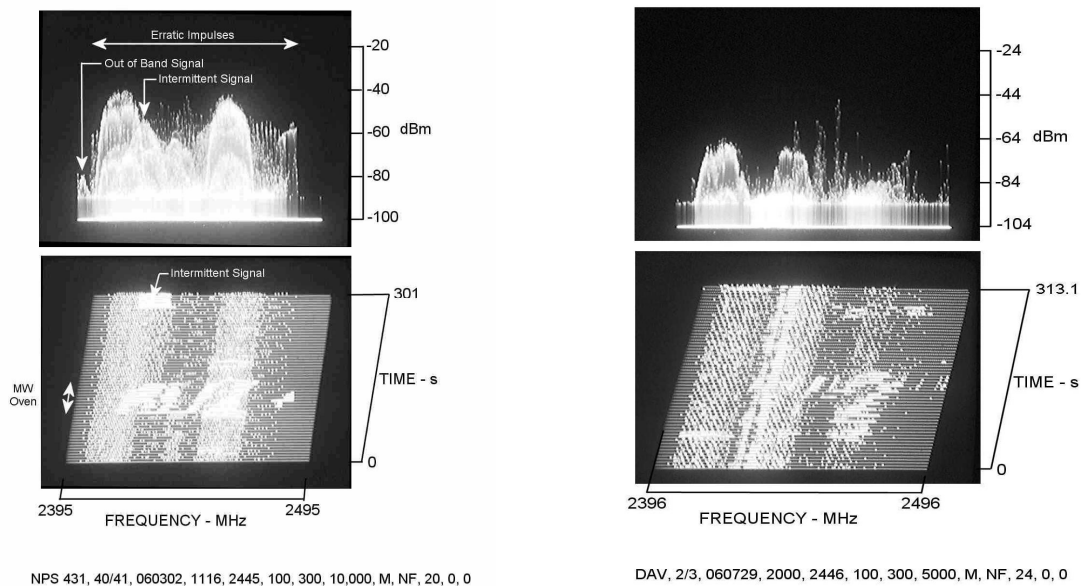 Erratic Impulses
Out of Band Signal
Intermittent Signal
-20
-40
-60
dBm
-80
-100
Intermittent Signal
301
MW
Oven
TIME - s
0
2395
2495
FREQUENCY - MHz
NPS 431, 40/41, 060302, 1116, 2445, 100, 300, 10,000, M, NF, 20, 0, 0
-24
-44
-64
dBm
-84
-104
313.1
TIME - s
0
2396
2496
FREQUENCY - MHz
DAV, 2/3, 060729, 2000, 2446, 100, 300, 5000, M, NF, 24, 0, 0